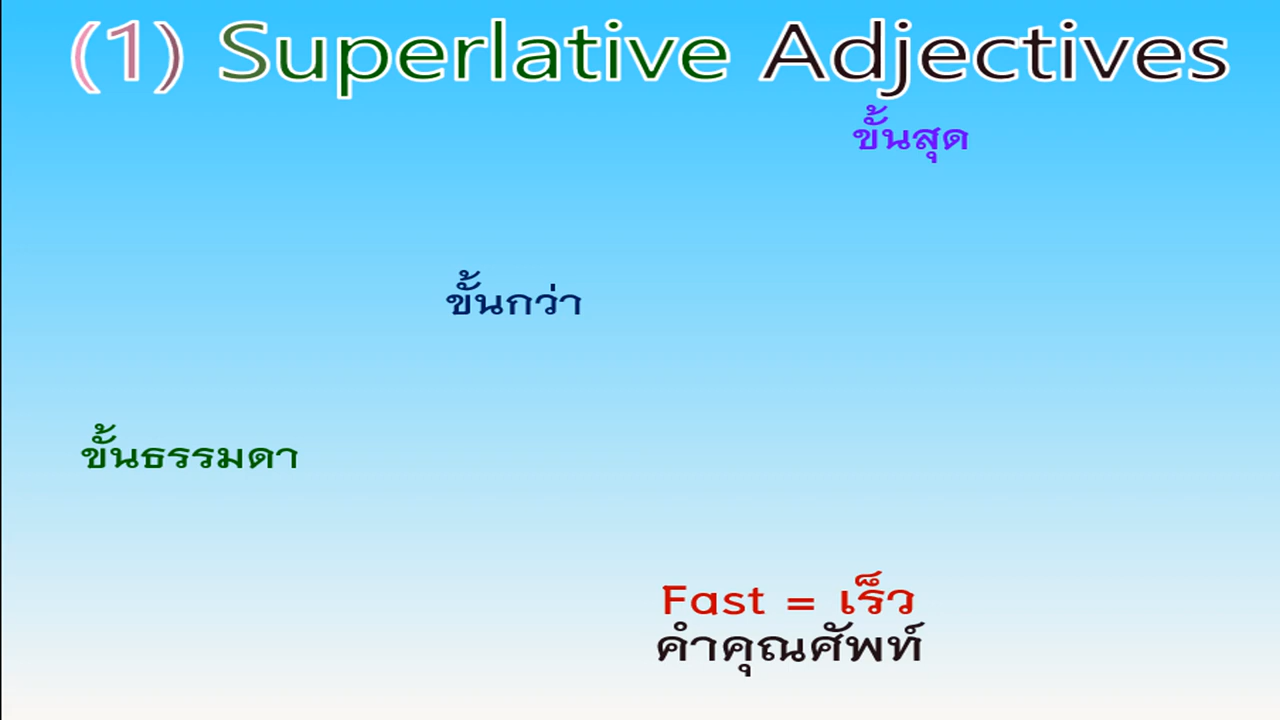 (1) Superlative Adjectives
ขั้นสุด
ขั้นกว่า
ขั้นธรรมดา
Fast = เร็ว
คำคุณศัพท์